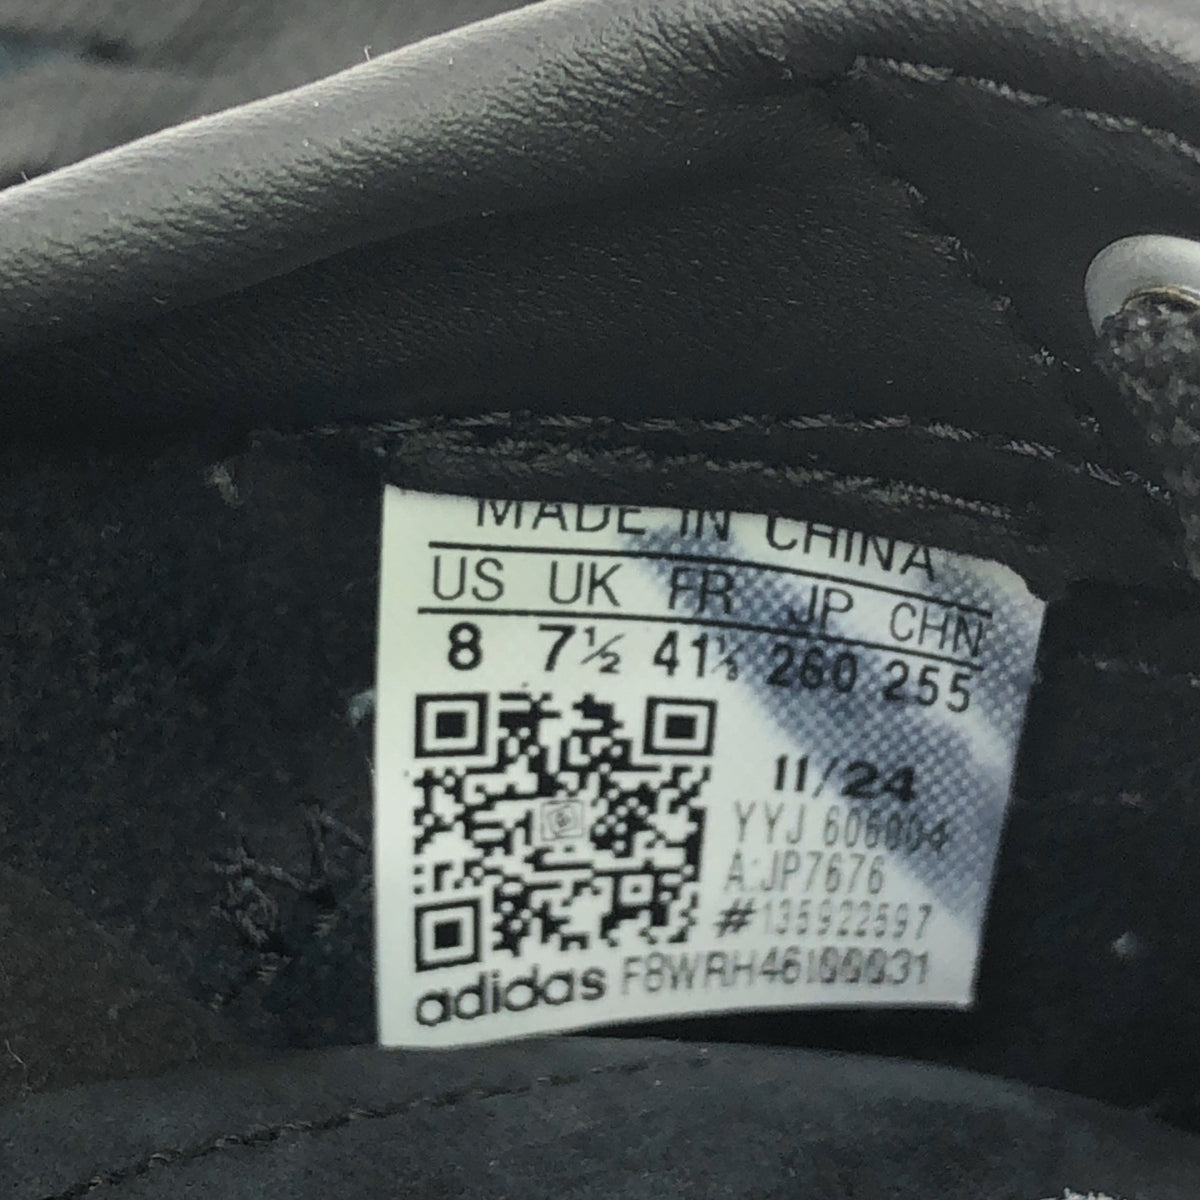 MADE IN CHINA
US UK FR JP CHN
8 7½ 41⅓ 260 255
11/24
YYJ 606004
A:JP7676
#135922597
adidas F8WRH46I00031